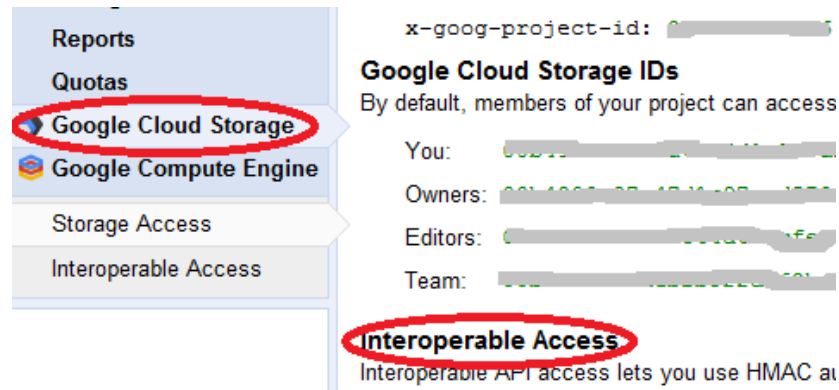 Reports
Quotas
Google Cloud Storage
Google Compute Engine
Storage Access
Interoperable Access
x-goog-project-id:
Google Cloud Storage IDs
By default, members of your project can access
You:
Owners:
Editors:
Team:
Interoperable Access
Interoperable API access lets you use HMAC au